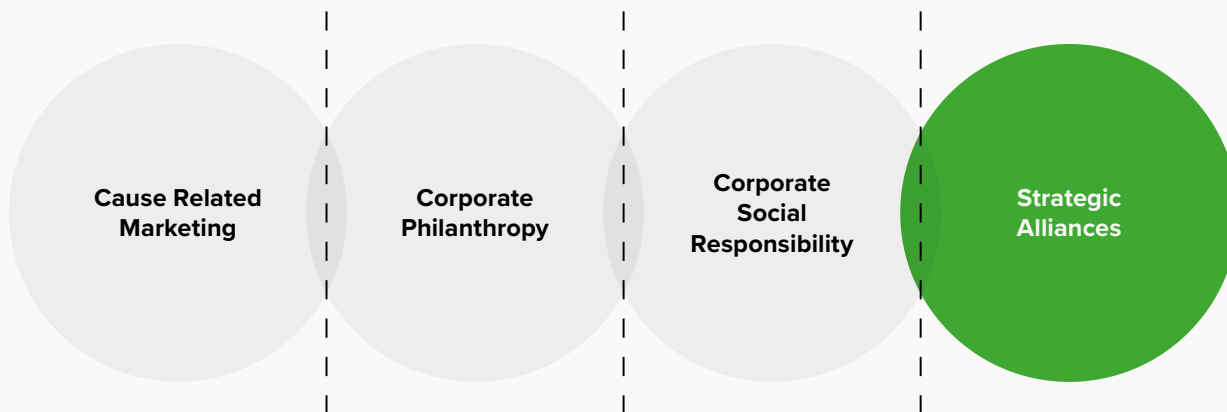 Cause Related
Marketing
Corporate
Philanthropy
Corporate
Social
Responsibility
Strategic
Alliances